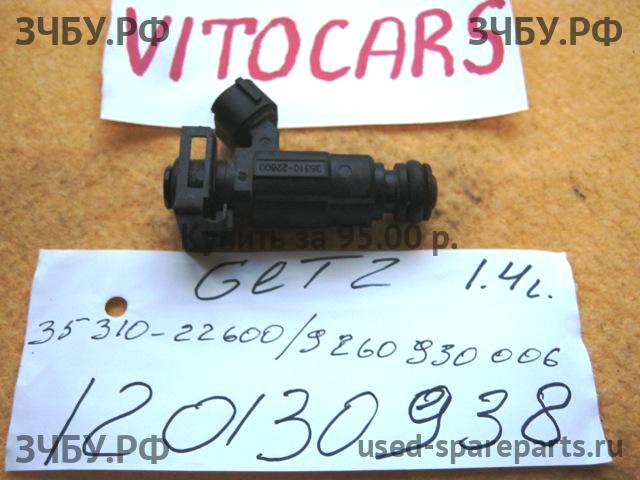 ЗЧБУ.РФ ЗЧБУ.РФ
VITOCARS
35310-22600
Купить за 95.00 р.
GETZ 1.4L.
35310-22600/9260930006
120130938
ЗЧБУ.РФ used-spareparts.ru